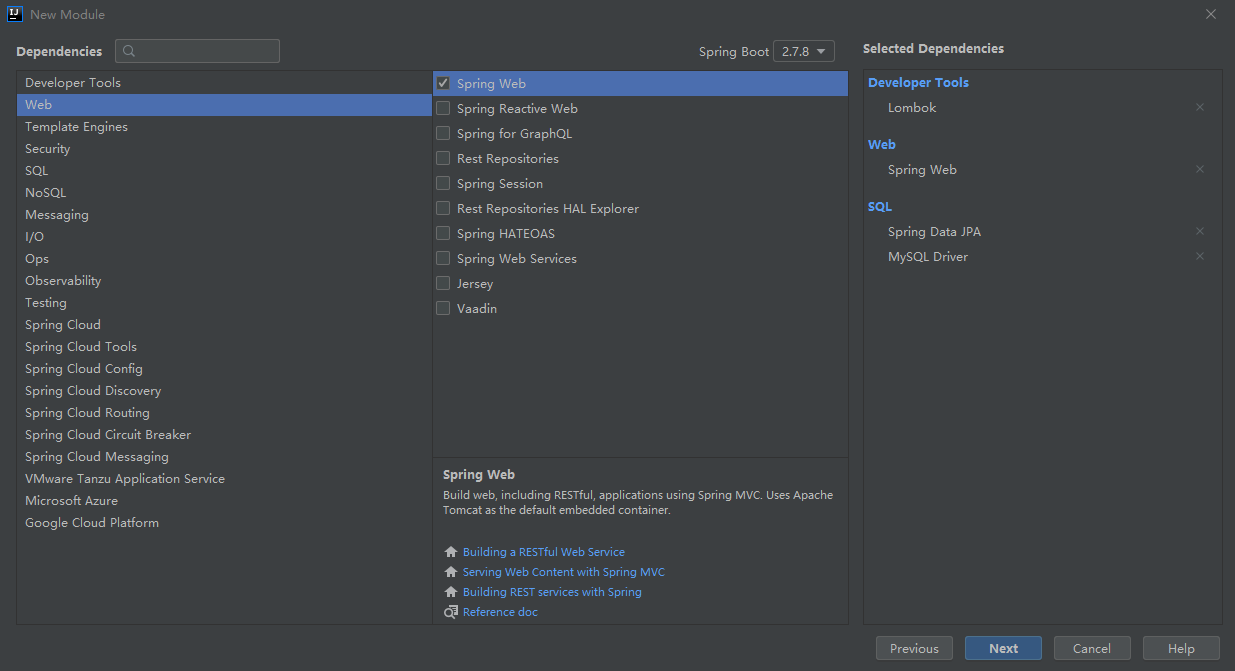 IJ
New Module
Dependencies
Spring Boot 2.7.8
Developer Tools
Web
Template Engines
Security
SQL
NoSQL
Messaging
I/O
Ops
Observability
Testing
Spring Cloud
Spring Cloud Tools
Spring Cloud Config
Spring Cloud Discovery
Spring Cloud Routing
Spring Cloud Circuit Breaker
Spring Cloud Messaging
VMware Tanzu Application Service
Microsoft Azure
Google Cloud Platform
Spring Web
Spring Reactive Web
Spring for GraphQL
Rest Repositories
Spring Session
Rest Repositories HAL Explorer
Spring HATEOAS
Spring Web Services
Jersey
Vaadin
Spring Web
Build web, including RESTful, applications using Spring MVC. Uses Apache
Tomcat as the default embedded container.
Building a RESTful Web Service
Serving Web Content with Spring MVC
Building REST services with Spring
Reference doc
Selected Dependencies
Developer Tools
Lombok
Web
Spring Web
SQL
Spring Data JPA
MySQL Driver
Previous
Next
Cancel
Help